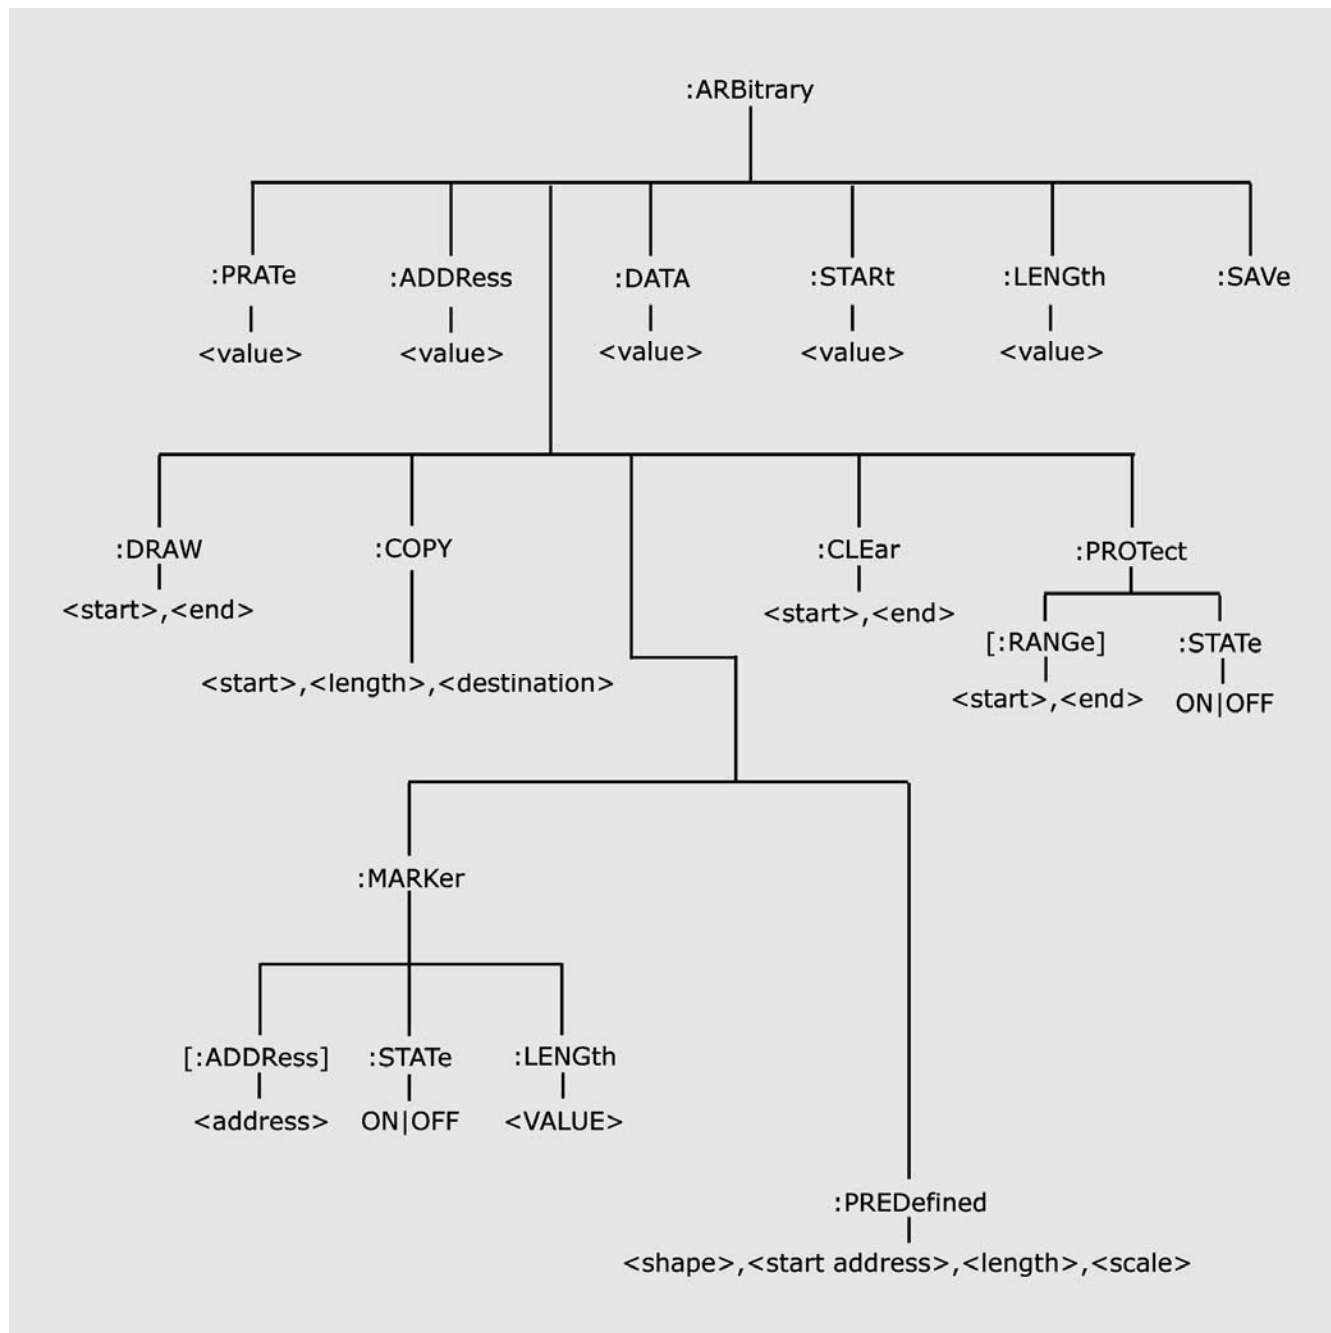 :ARBitrary
:PRATe :ADDRess :DATA :STARt :LENGth :SAVe
<value> <value> <value> <value> <value>
:DRAW :COPY :CLEar :PROTect
<start>,<end> <start>,<end>
[:RANGe] :STATe
<start>,<length>,<destination> <start>,<end> ON|OFF
:MARKer
[:ADDRess] :STATe :LENGth
<address> ON|OFF <VALUE>
:PREDefined
<shape>,<start address>,<length>,<scale>